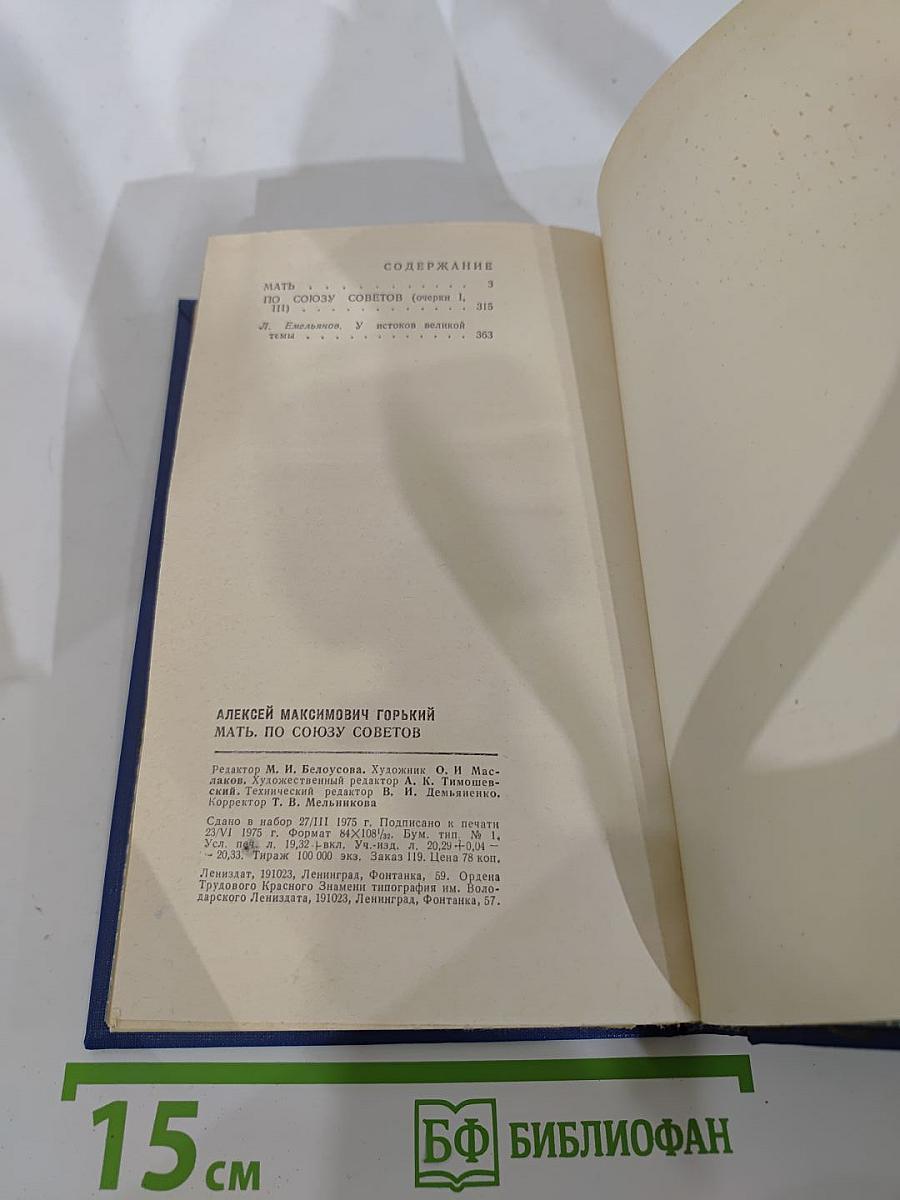 СОДЕРЖАНИЕ
МАТЬ . . . . . . . . . . . 3
ПО СОЮЗУ СОВЕТОВ (очерки I,
III) . . . . . . . . . . . . 315
Л. Емельянов. У истоков великой
темы . . . . . . . . . . . . 363
АЛЕКСЕЙ МАКСИМОВИЧ ГОРЬКИЙ
МАТЬ. ПО СОЮЗУ СОВЕТОВ
Редактор М. И. Белоусова. Художник О. И Мас-
лаков. Художественный редактор А. К. Тимошев-
ский. Технический редактор В. И. Демьяненко.
Корректор Т. В. Мельникова
Сдано в набор 27/III 1975 г. Подписано к печати
23/VI 1975 г. Формат 84×108 1/32. Бум. тип. № 1.
Усл. печ. л. 19,32+вкл. Уч.-изд. л. 20,29+0,04 =
= 20,33. Тираж 100 000 экз. Заказ 119. Цена 78 коп.
Лениздат, 191023, Ленинград, Фонтанка, 59. Ордена
Трудового Красного Знамени типография им. Воло-
дарского Лениздата, 191023, Ленинград, Фонтанка, 57.
15 см
БФ БИБЛИОФАН